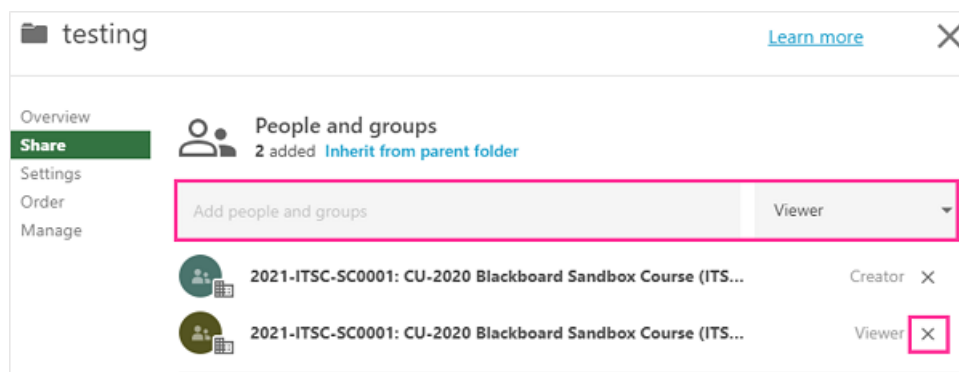 testing
Learn more
Overview
Share
Settings
Order
Manage
People and groups
2 added Inherit from parent folder
Add people and groups
Viewer
2021-ITSC-SC0001: CU-2020 Blackboard Sandbox Course (ITS...
Creator
2021-ITSC-SC0001: CU-2020 Blackboard Sandbox Course (ITS...
Viewer